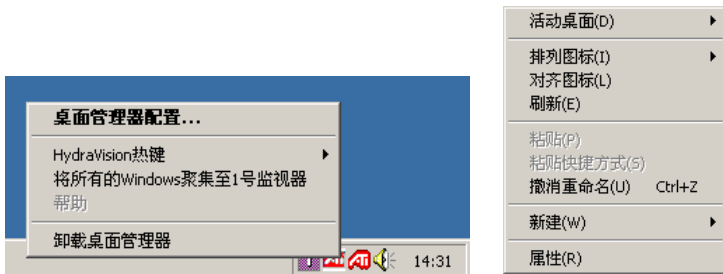 桌面管理器配置...
HydraVision热键
将所有的Windows聚集至1号监视器
帮助
卸载桌面管理器
ATI
14:31
活动桌面(D)
排列图标(I)
对齐图标(L)
刷新(E)
粘贴(P)
粘贴快捷方式(S)
撤消重命名(U) Ctrl+Z
新建(W)
属性(R)